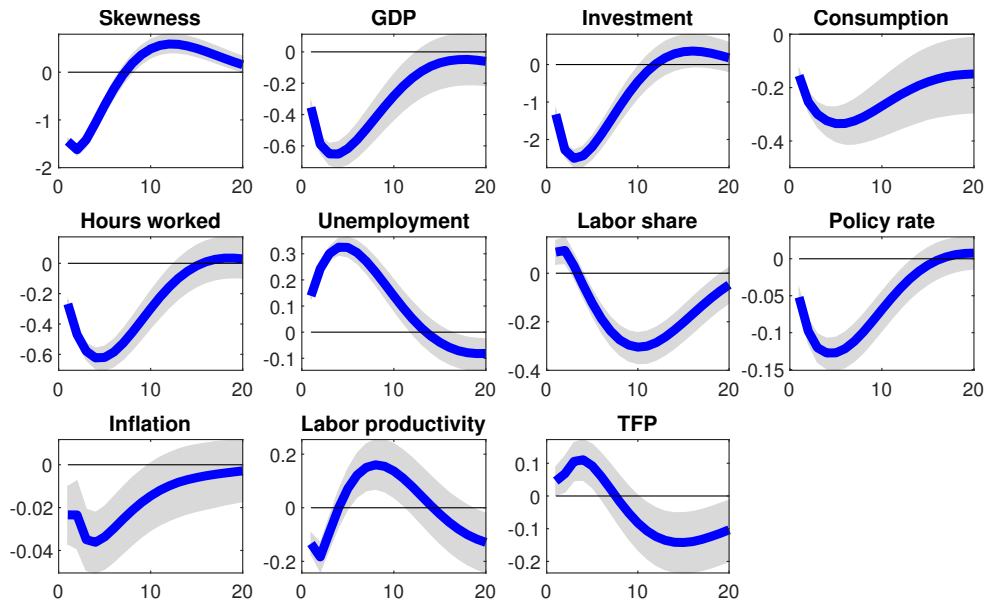 Skewness
0
-1
-2
0 10 20
GDP
0
-0.2
-0.4
-0.6
0 10 20
Investment
0
-1
-2
0 10 20
Consumption
0
-0.2
-0.4
0 10 20
Hours worked
0
-0.2
-0.4
-0.6
0 10 20
Unemployment
0.3
0.2
0.1
0
-0.1
0 10 20
Labor share
0
-0.2
-0.4
0 10 20
Policy rate
0
-0.05
-0.1
-0.15
0 10 20
Inflation
0
-0.02
-0.04
0 10 20
Labor productivity
0.2
0
-0.2
0 10 20
TFP
0.1
0
-0.1
-0.2
0 10 20